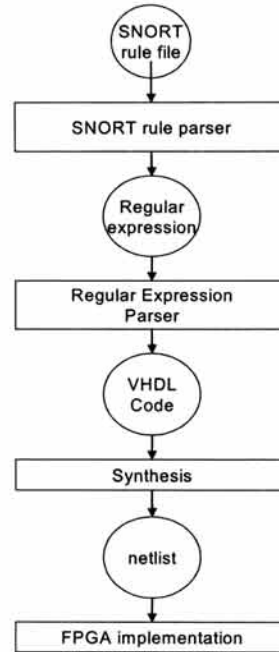 SNORT
rule file
SNORT rule parser
Regular
expression
Regular Expression
Parser
VHDL
Code
Synthesis
netlist
FPGA implementation